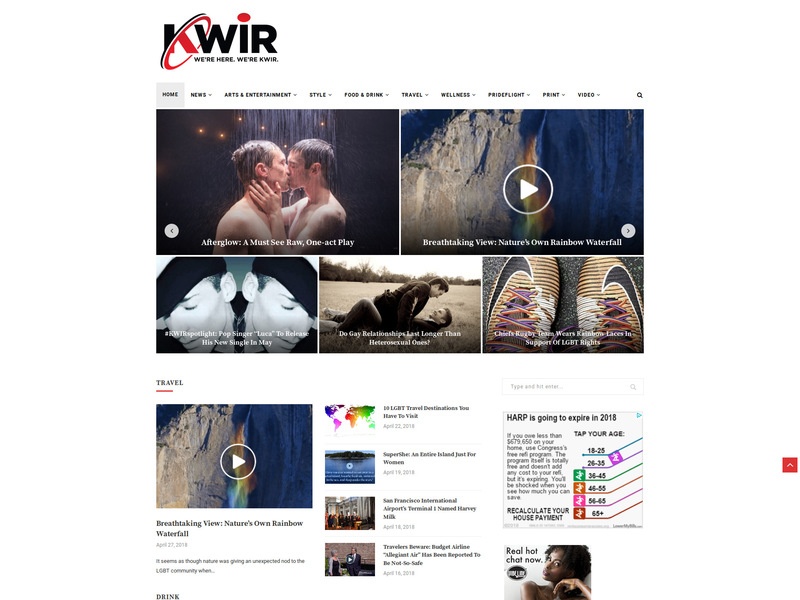 KWIR
WE'RE HERE. WE'RE KWIR.
HOME NEWS ARTS & ENTERTAINMENT STYLE FOOD & DRINK TRAVEL WELLNESS PRIDEFLIGHT PRINT VIDEO
Afterglow: A Must See Raw, One-act Play
Breathtaking View: Nature's Own Rainbow Waterfall
#KWIRspotlight: Pop Singer "Luca" To Release
His New Single In May
Do Gay Relationships Last Longer Than
Heterosexual Ones?
Chiefs Rugby Team Wears Rainbow Laces In
Support Of LGBT Rights
TRAVEL
Breathtaking View: Nature's Own Rainbow
Waterfall
April 27, 2018
It seems as though nature was giving an unexpected nod to the
LGBT community when...
DRINK
10 LGBT Travel Destinations You
Have To Visit
April 22, 2018
SuperShe: An Entire Island Just For
Women
April 19, 2018
San Francisco International
Airport's Terminal 1 Named Harvey
Milk
April 18, 2018
Travelers Beware: Budget Airline
"Allegiant Air" Has Been Reported To
Be Not-So-Safe
April 16, 2018
Type and hit enter...
HARP is going to expire in 2018
If you owe less than
$679,650 on your
home, use Congress's
free refi program. The
program is totally
free and doesn't add
any cost to your refi,
but it's expiring. You'll
be shocked when you
see how much you can
save.
RECALCULATE YOUR
HOUSE PAYMENT
TAP YOUR AGE:
18-25
26-35
36-45
46-55
56-65
65+
LowerMyBills.com
Real hot
chat now.